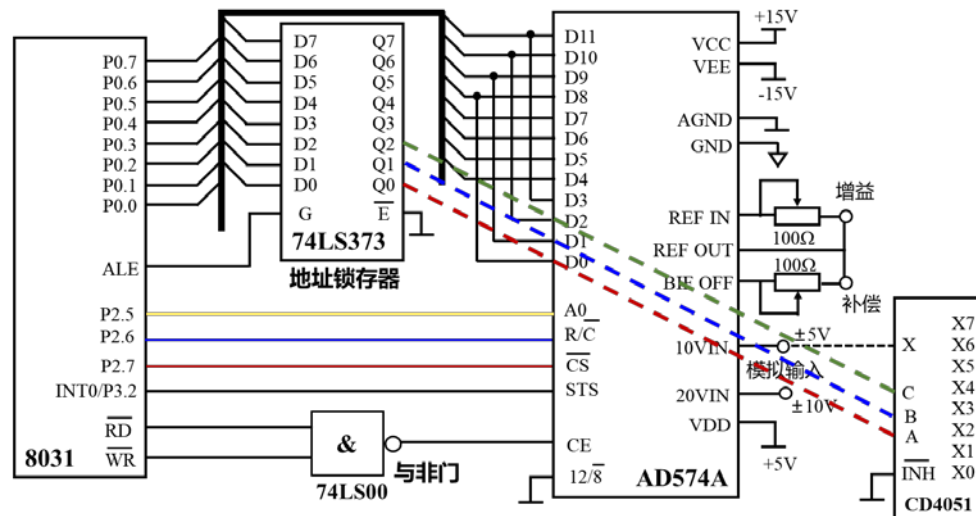 P0.7
P0.6
P0.5
P0.4
P0.3
P0.2
P0.1
P0.0
ALE
P2.5
P2.6
P2.7
INT0/P3.2
RD
WR
8031
D7 Q7
D6 Q6
D5 Q5
D4 Q4
D3 Q3
D2 Q2
D1 Q1
D0 Q0
G E
74LS373
地址锁存器
&
74LS00
与非门
D11
D10
D9
D8
D7
D6
D5
D4
D3
D2
D1
D0
A0
R/C
CS
STS
CE
12/8
VCC
VEE
AGND
GND
REF IN
REF OUT
BIF OFF
10VIN
20VIN
VDD
AD574A
+15V
-15V
增益
100Ω
100Ω
补偿
±5V
模拟输入
±10V
+5V
X
C
B
A
INH
X7
X6
X5
X4
X3
X2
X1
X0
CD4051